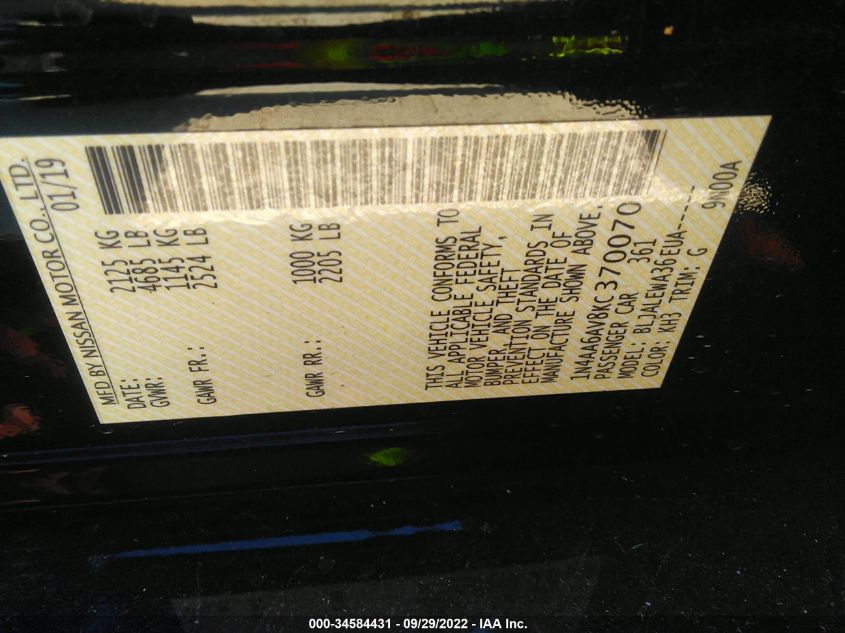 MFD BY NISSAN MOTOR CO., LTD.
DATE: 01/19
GVWR: 2125 KG
4685 LB
GAWR FR.: 1145 KG
2524 LB
GAWR RR.: 1000 KG
2205 LB
THIS VEHICLE CONFORMS TO
ALL APPLICABLE FEDERAL
MOTOR VEHICLE SAFETY,
BUMPER, AND THEFT
PREVENTION STANDARDS IN
EFFECT ON THE DATE OF
MANUFACTURE SHOWN ABOVE.
1N4AA6AV8KC370070
PASSENGER CAR 361
MODEL: BLJALEWA36EUA------
COLOR: KH3 TRIM: G 9N00A
000-34584431 - 09/29/2022 - IAA Inc.